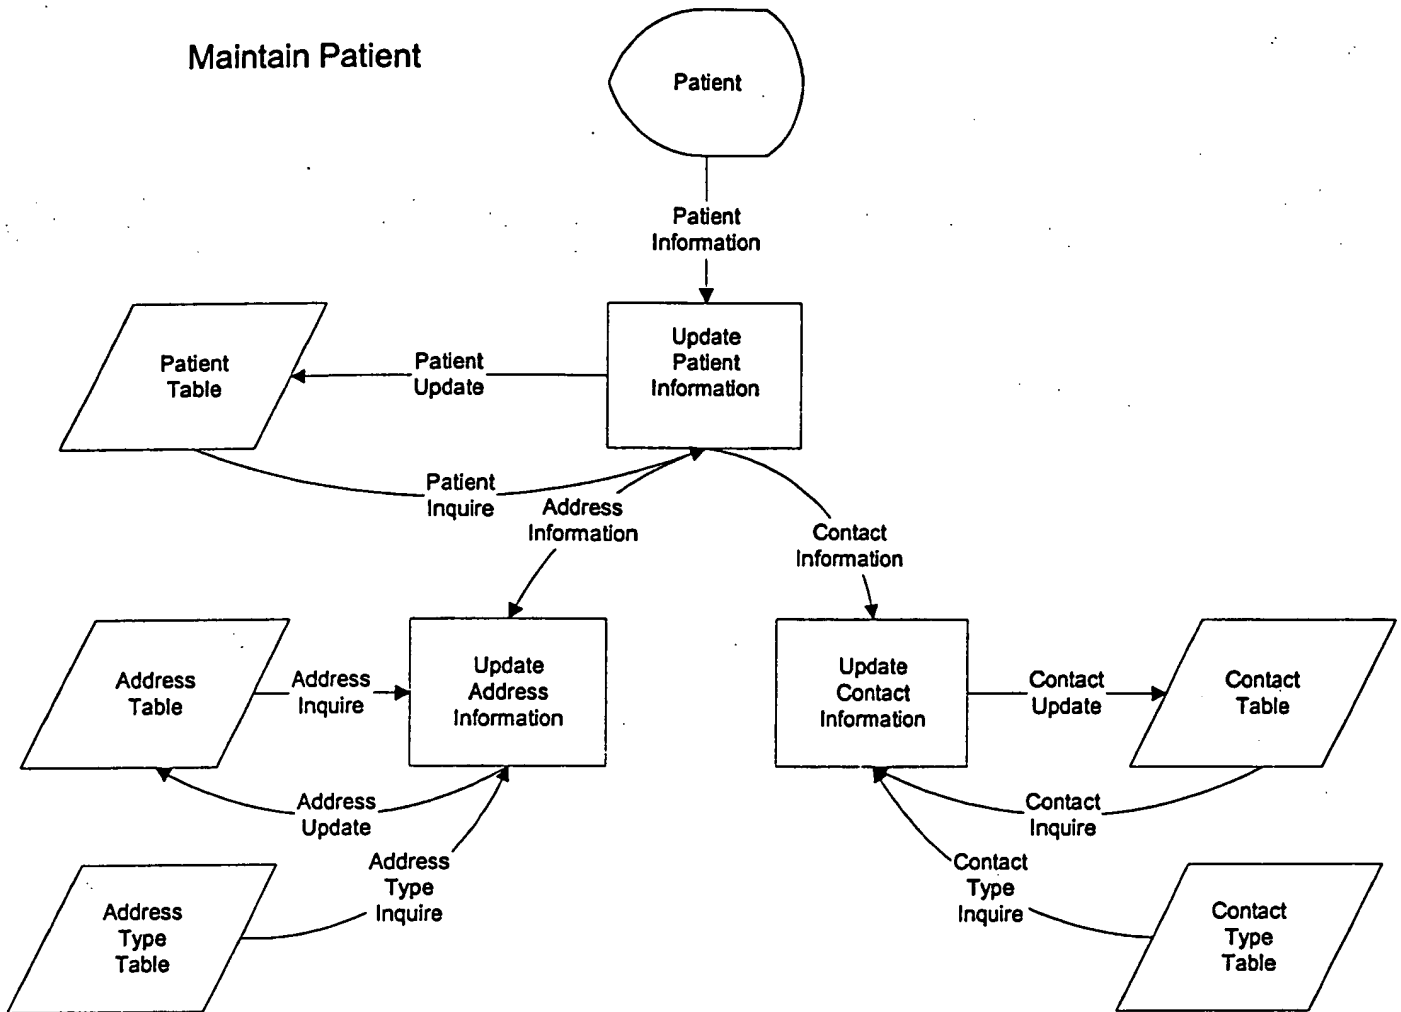 Maintain Patient
Patient
Patient
Information
Update
Patient
Information
Patient
Update
Patient
Table
Patient
Inquire
Address
Information
Contact
Information
Address
Table
Address
Inquire
Update
Address
Information
Update
Contact
Information
Contact
Update
Contact
Table
Address
Update
Contact
Inquire
Address
Type
Inquire
Contact
Type
Inquire
Address
Type
Table
Contact
Type
Table